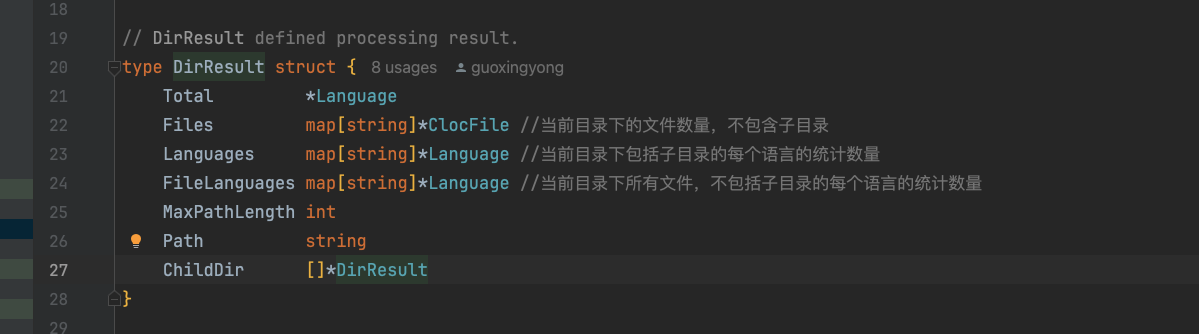 18
19 // DirResult defined processing result.
20 type DirResult struct { 8 usages guoxingyong
21 Total *Language
22 Files map[string]*ClocFile //当前目录下的文件数量，不包含子目录
23 Languages map[string]*Language //当前目录下包括子目录的每个语言的统计数量
24 FileLanguages map[string]*Language //当前目录下所有文件，不包括子目录的每个语言的统计数量
25 MaxPathLength int
26 Path string
27 ChildDir []*DirResult
28 }
29